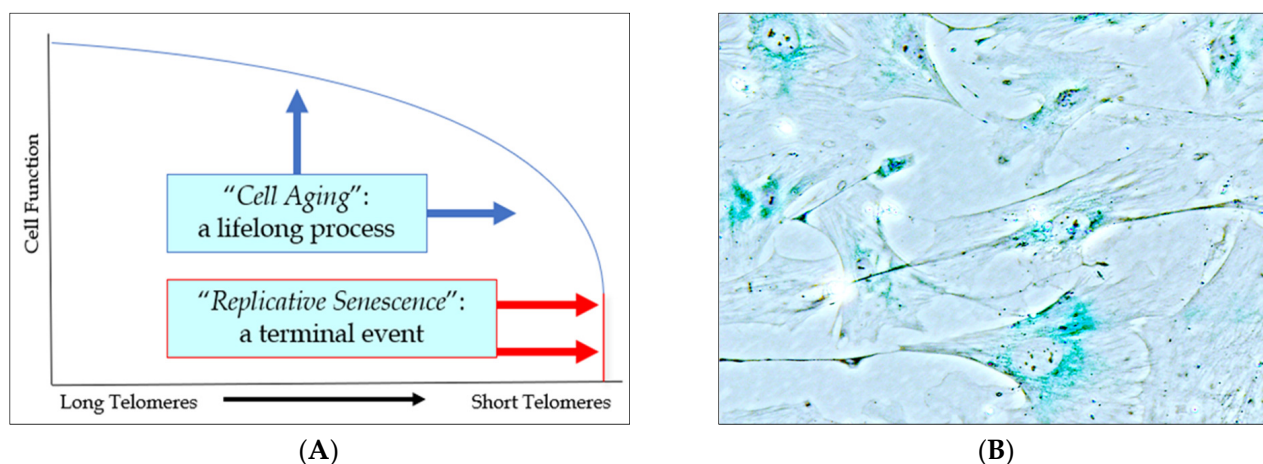 Cell Function
“Cell Aging”:
a lifelong process
“Replicative Senescence”:
a terminal event
Long Telomeres
Short Telomeres
(A)
(B)